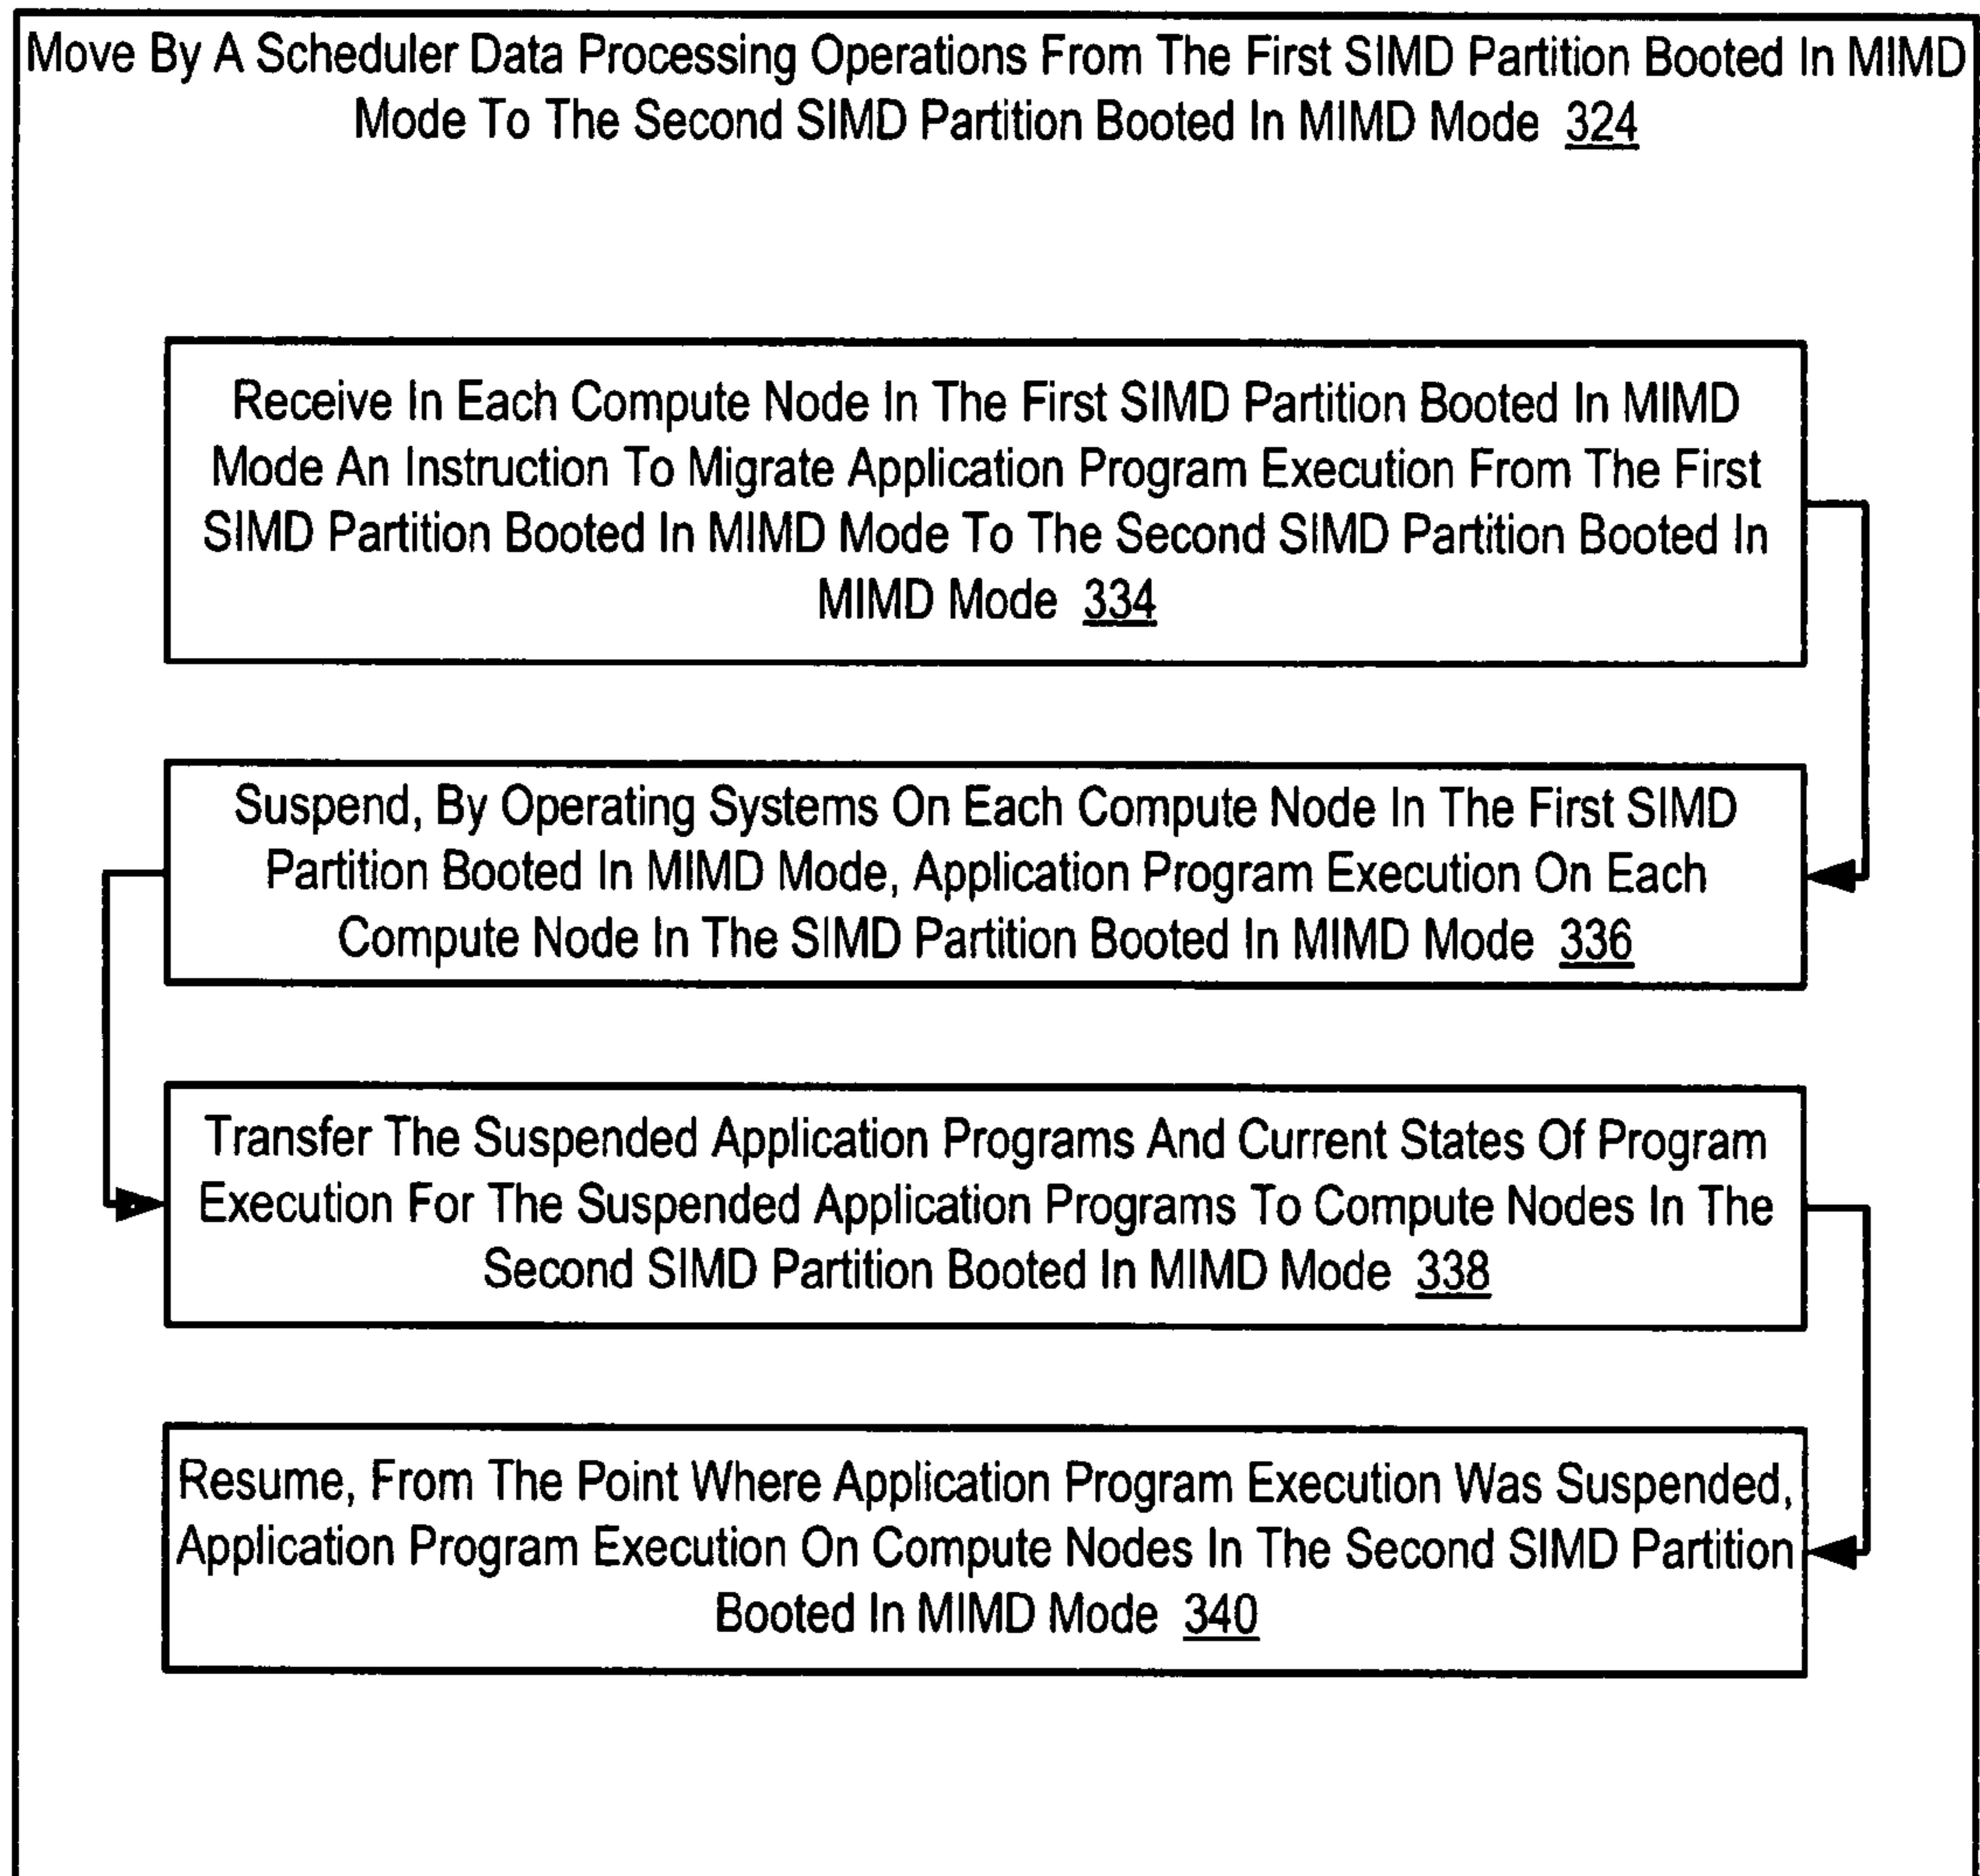 Move By A Scheduler Data Processing Operations From The First SIMD Partition Booted In MIMD
Mode To The Second SIMD Partition Booted In MIMD Mode 324
Receive In Each Compute Node In The First SIMD Partition Booted In MIMD
Mode An Instruction To Migrate Application Program Execution From The First
SIMD Partition Booted In MIMD Mode To The Second SIMD Partition Booted In
MIMD Mode 334
Suspend, By Operating Systems On Each Compute Node In The First SIMD
Partition Booted In MIMD Mode, Application Program Execution On Each
Compute Node In The SIMD Partition Booted In MIMD Mode 336
Transfer The Suspended Application Programs And Current States Of Program
Execution For The Suspended Application Programs To Compute Nodes In The
Second SIMD Partition Booted In MIMD Mode 338
Resume, From The Point Where Application Program Execution Was Suspended,
Application Program Execution On Compute Nodes In The Second SIMD Partition
Booted In MIMD Mode 340